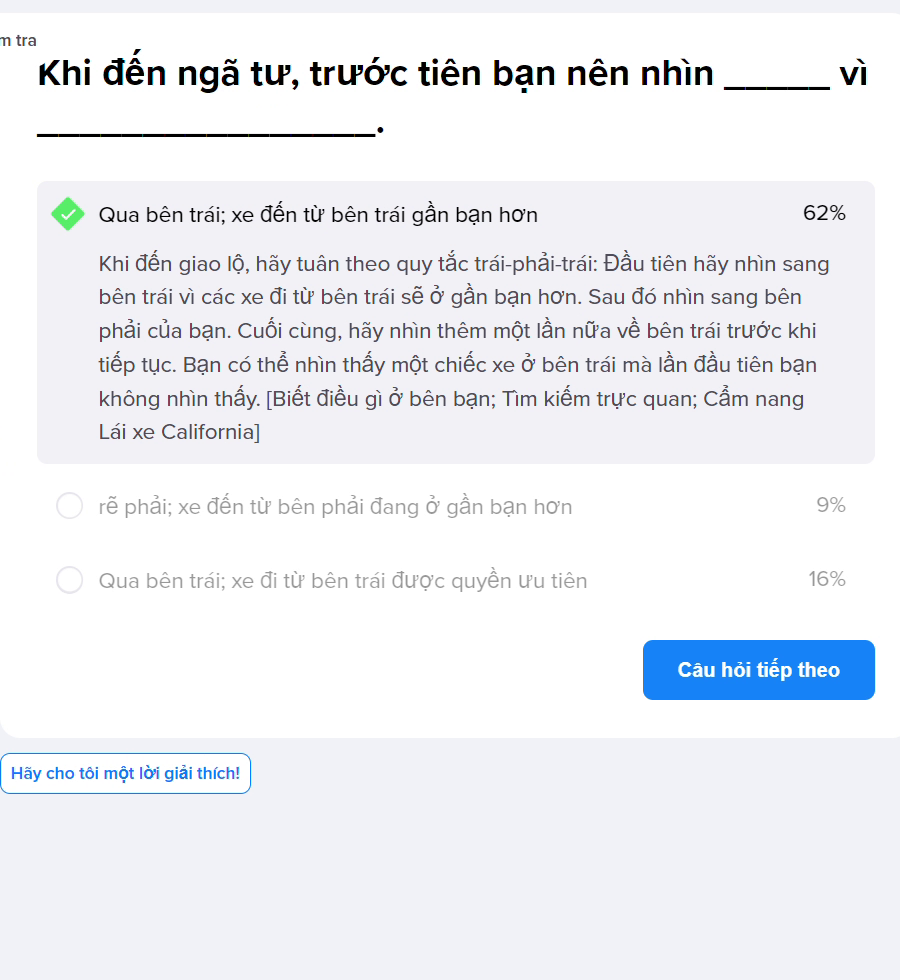 m tra
Khi đến ngã tư, trước tiên bạn nên nhìn _____ vì
________________.
Qua bên trái; xe đến từ bên trái gần bạn hơn 62%
Khi đến giao lộ, hãy tuân theo quy tắc trái-phải-trái: Đầu tiên hãy nhìn sang
bên trái vì các xe đi từ bên trái sẽ ở gần bạn hơn. Sau đó nhìn sang bên
phải của bạn. Cuối cùng, hãy nhìn thêm một lần nữa về bên trái trước khi
tiếp tục. Bạn có thể nhìn thấy một chiếc xe ở bên trái mà lần đầu tiên bạn
không nhìn thấy. [Biết điều gì ở bên bạn; Tìm kiếm trực quan; Cẩm nang
Lái xe California]
rẽ phải; xe đến từ bên phải đang ở gần bạn hơn 9%
Qua bên trái; xe đi từ bên trái được quyền ưu tiên 16%
Câu hỏi tiếp theo
Hãy cho tôi một lời giải thích!